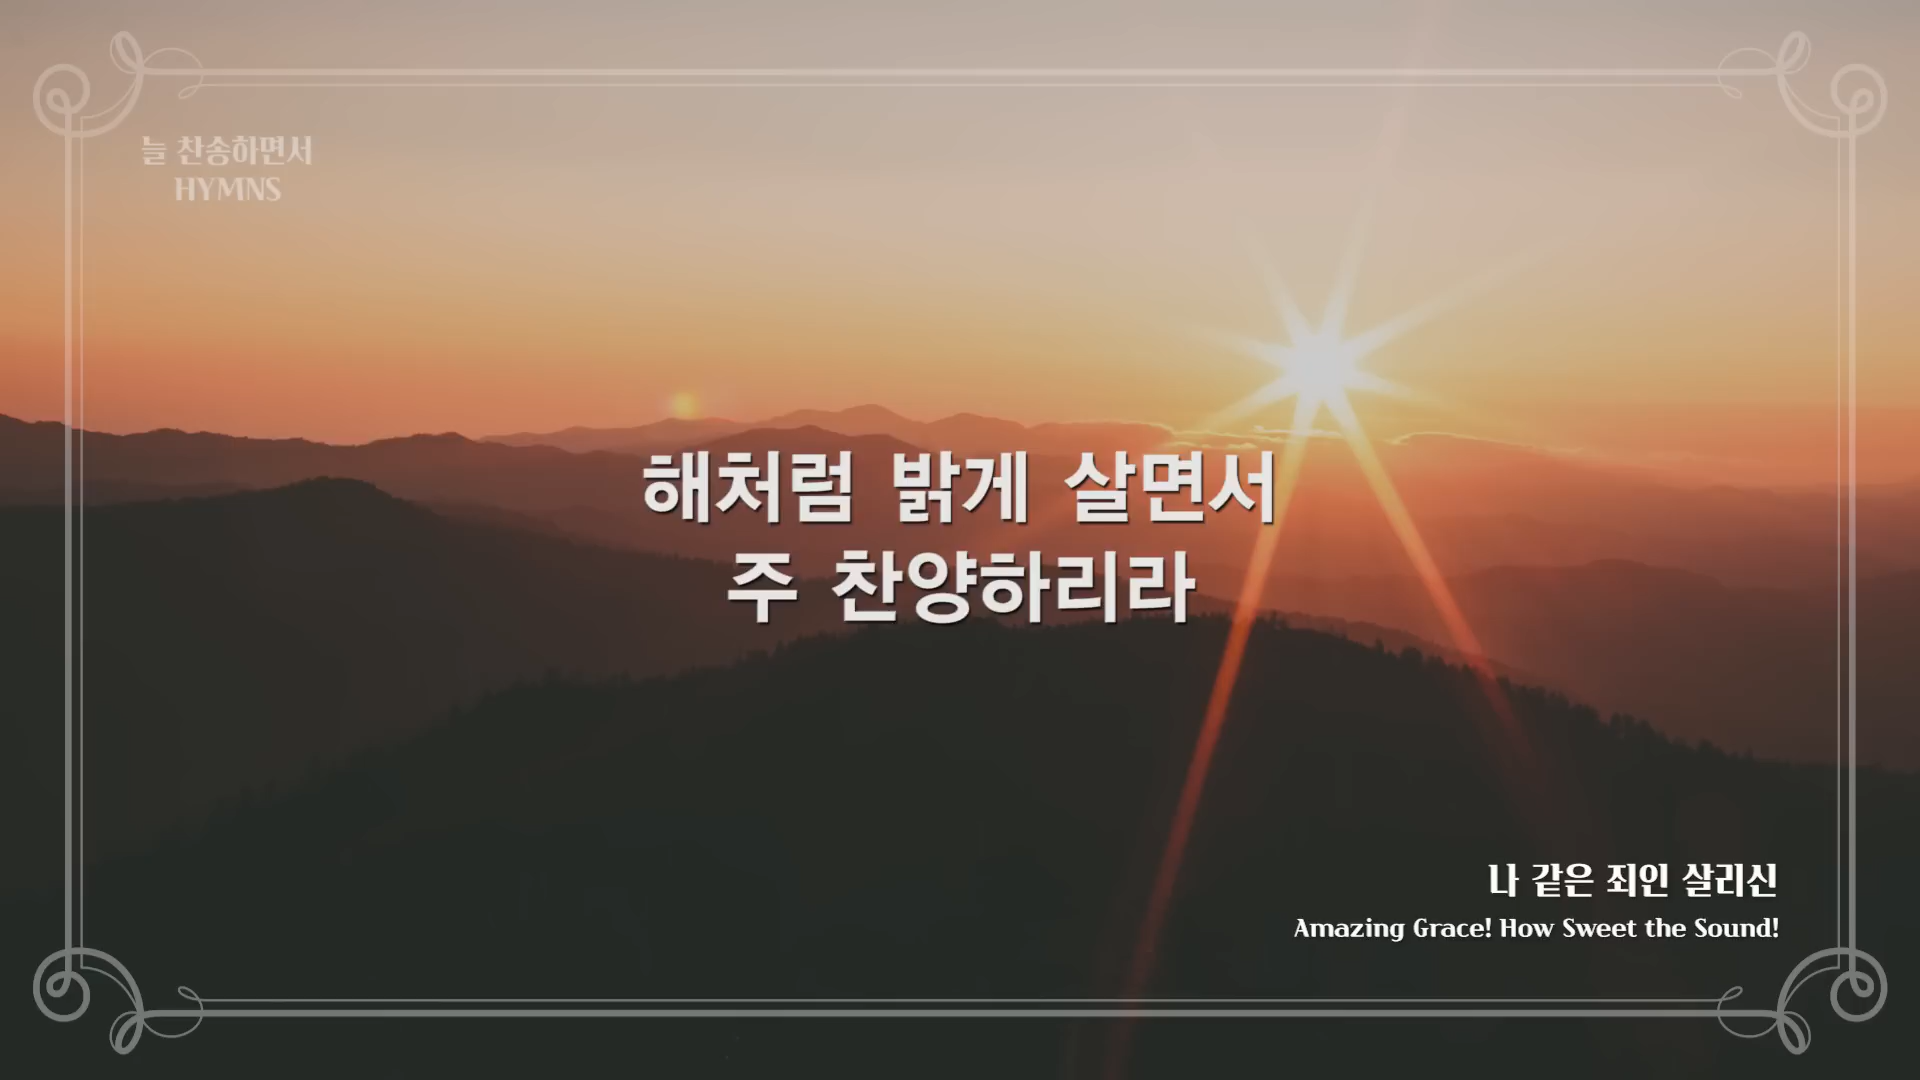 늘 찬송하면서
HYMNS
해처럼 밝게 살면서
주 찬양하리라
나 같은 죄인 살리신
Amazing Grace! How Sweet the Sound!